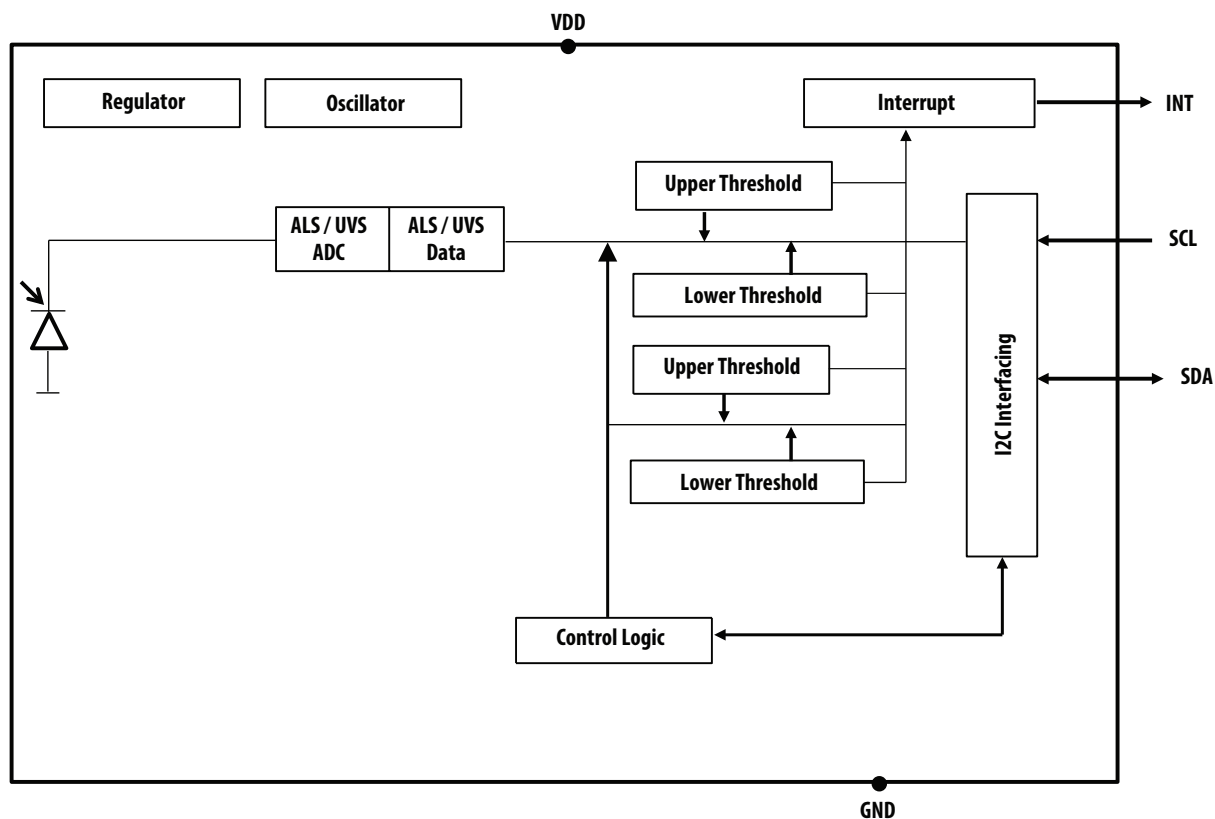 VDD
Regulator
Oscillator
Interrupt
INT
Upper Threshold
ALS / UVS
ADC
ALS / UVS
Data
SCL
Lower Threshold
Upper Threshold
SDA
I2C Interfacing
Lower Threshold
Control Logic
GND